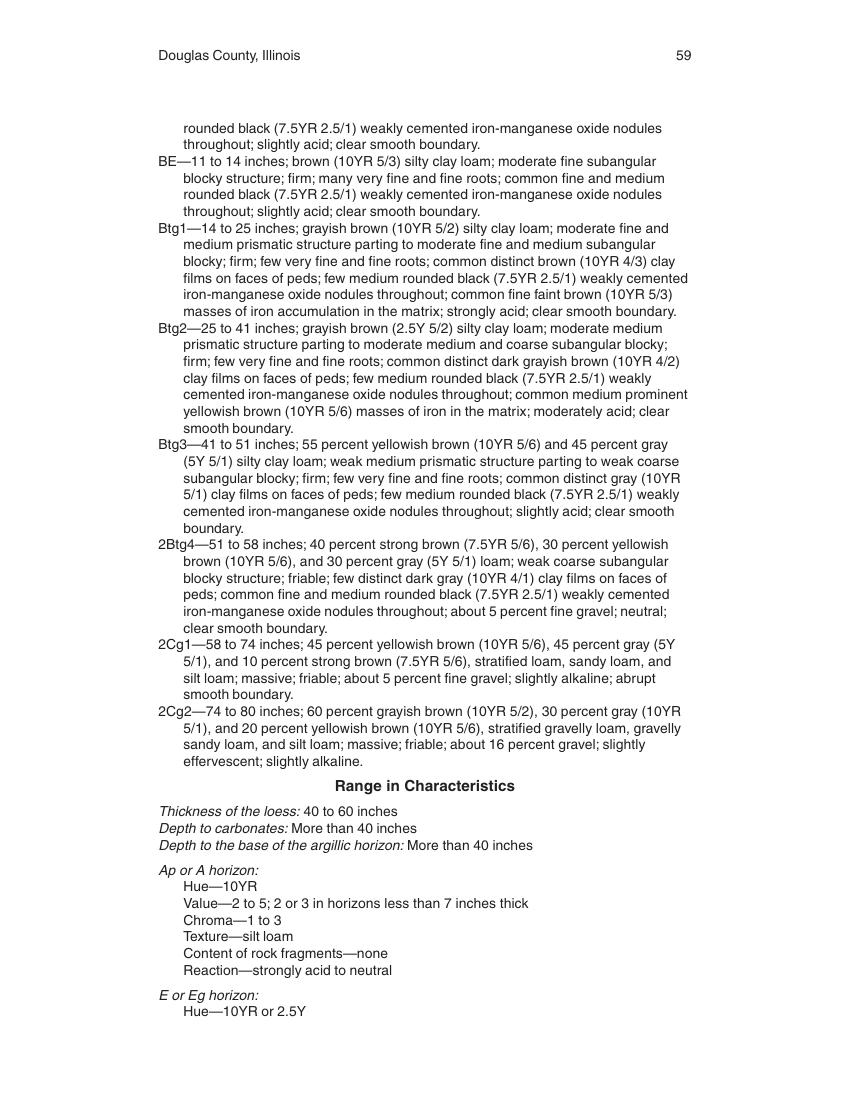 Douglas County, Illinois 59
rounded black (7.5YR 2.5/1) weakly cemented iron-manganese oxide nodules
throughout; slightly acid; clear smooth boundary.
BE—11 to 14 inches; brown (10YR 5/3) silty clay loam; moderate fine subangular
blocky structure; firm; many very fine and fine roots; common fine and medium
rounded black (7.5YR 2.5/1) weakly cemented iron-manganese oxide nodules
throughout; slightly acid; clear smooth boundary.
Btg1—14 to 25 inches; grayish brown (10YR 5/2) silty clay loam; moderate fine and
medium prismatic structure parting to moderate fine and medium subangular
blocky; firm; few very fine and fine roots; common distinct brown (10YR 4/3) clay
films on faces of peds; few medium rounded black (7.5YR 2.5/1) weakly cemented
iron-manganese oxide nodules throughout; common fine faint brown (10YR 5/3)
masses of iron accumulation in the matrix; strongly acid; clear smooth boundary.
Btg2—25 to 41 inches; grayish brown (2.5Y 5/2) silty clay loam; moderate medium
prismatic structure parting to moderate medium and coarse subangular blocky;
firm; few very fine and fine roots; common distinct dark grayish brown (10YR 4/2)
clay films on faces of peds; few medium rounded black (7.5YR 2.5/1) weakly
cemented iron-manganese oxide nodules throughout; common medium prominent
yellowish brown (10YR 5/6) masses of iron in the matrix; moderately acid; clear
smooth boundary.
Btg3—41 to 51 inches; 55 percent yellowish brown (10YR 5/6) and 45 percent gray
(5Y 5/1) silty clay loam; weak medium prismatic structure parting to weak coarse
subangular blocky; firm; few very fine and fine roots; common distinct gray (10YR
5/1) clay films on faces of peds; few medium rounded black (7.5YR 2.5/1) weakly
cemented iron-manganese oxide nodules throughout; slightly acid; clear smooth
boundary.
2Btg4—51 to 58 inches; 40 percent strong brown (7.5YR 5/6), 30 percent yellowish
brown (10YR 5/6), and 30 percent gray (5Y 5/1) loam; weak coarse subangular
blocky structure; friable; few distinct dark gray (10YR 4/1) clay films on faces of
peds; common fine and medium rounded black (7.5YR 2.5/1) weakly cemented
iron-manganese oxide nodules throughout; about 5 percent fine gravel; neutral;
clear smooth boundary.
2Cg1—58 to 74 inches; 45 percent yellowish brown (10YR 5/6), 45 percent gray (5Y
5/1), and 10 percent strong brown (7.5YR 5/6), stratified loam, sandy loam, and
silt loam; massive; friable; about 5 percent fine gravel; slightly alkaline; abrupt
smooth boundary.
2Cg2—74 to 80 inches; 60 percent grayish brown (10YR 5/2), 30 percent gray (10YR
5/1), and 20 percent yellowish brown (10YR 5/6), stratified gravelly loam, gravelly
sandy loam, and silt loam; massive; friable; about 16 percent gravel; slightly
effervescent; slightly alkaline.
Range in Characteristics
Thickness of the loess: 40 to 60 inches
Depth to carbonates: More than 40 inches
Depth to the base of the argillic horizon: More than 40 inches
Ap or A horizon:
Hue—10YR
Value—2 to 5; 2 or 3 in horizons less than 7 inches thick
Chroma—1 to 3
Texture—silt loam
Content of rock fragments—none
Reaction—strongly acid to neutral
E or Eg horizon:
Hue—10YR or 2.5Y